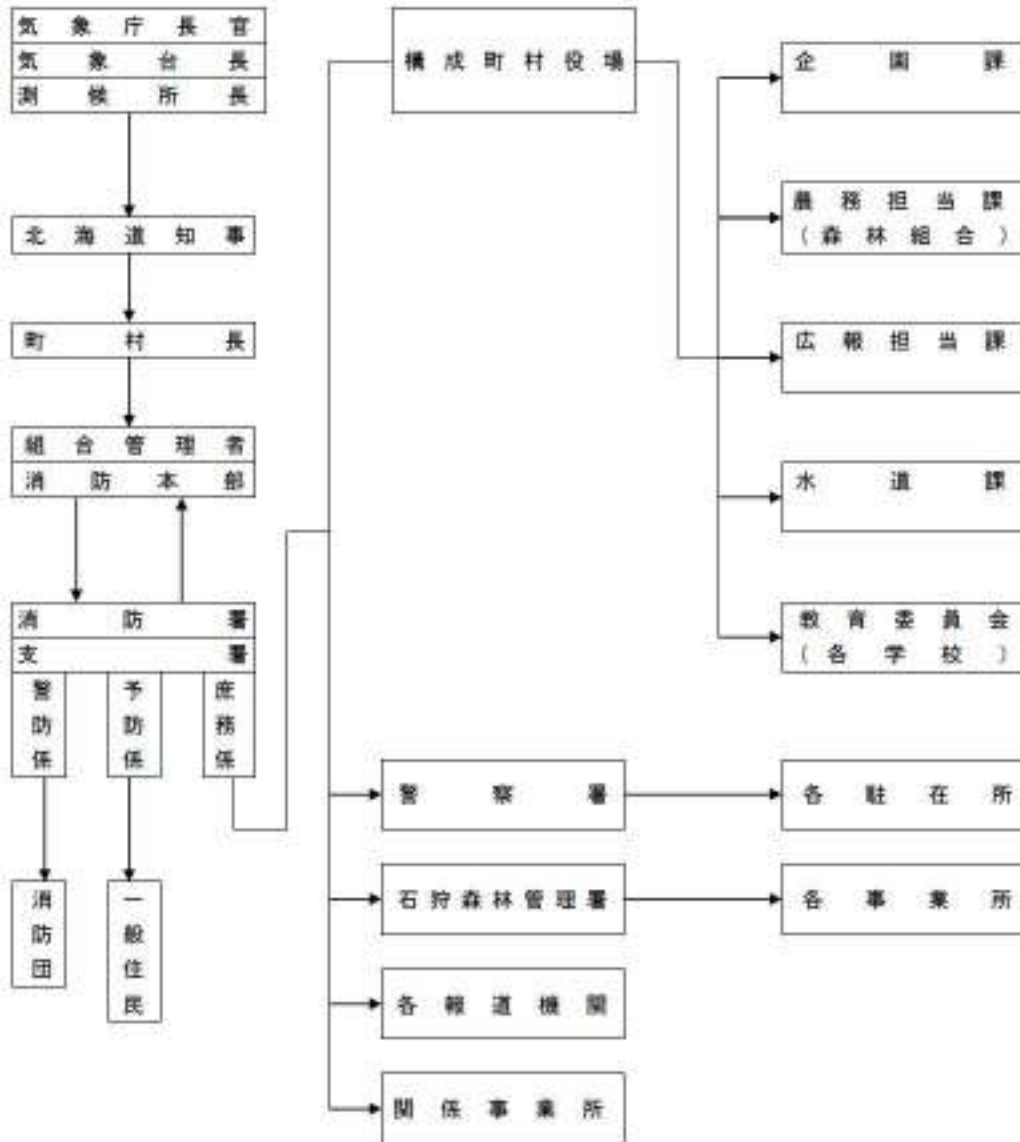 気象庁長官
気象台長
測候所長
北海道知事
町村長
組合管理者
消防本部
消防署
支署
警防係
予防係
庶務係
消防団
一般住民
構成町村役場
企画課
農務担当課
(森林組合)
広報担当課
水道課
教育委員会
(各学校)
警察署
各駐在所
石狩森林管理署
各事業所
各報道機関
関係事業所